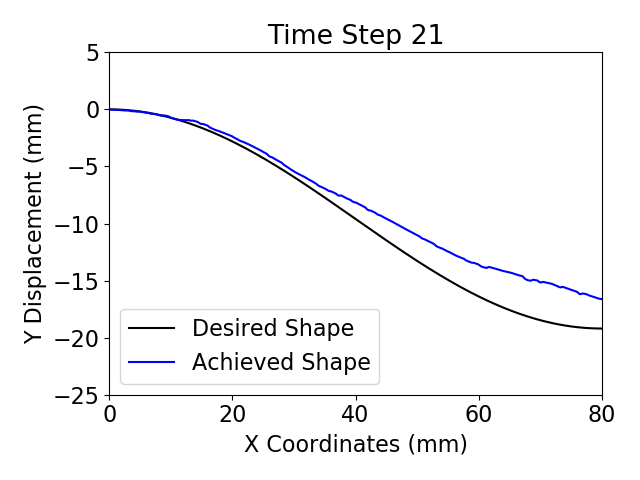 Time Step 21
Y Displacement (mm)
5
0
−5
−10
−15
−20
−25
Desired Shape
Achieved Shape
0 20 40 60 80
X Coordinates (mm)